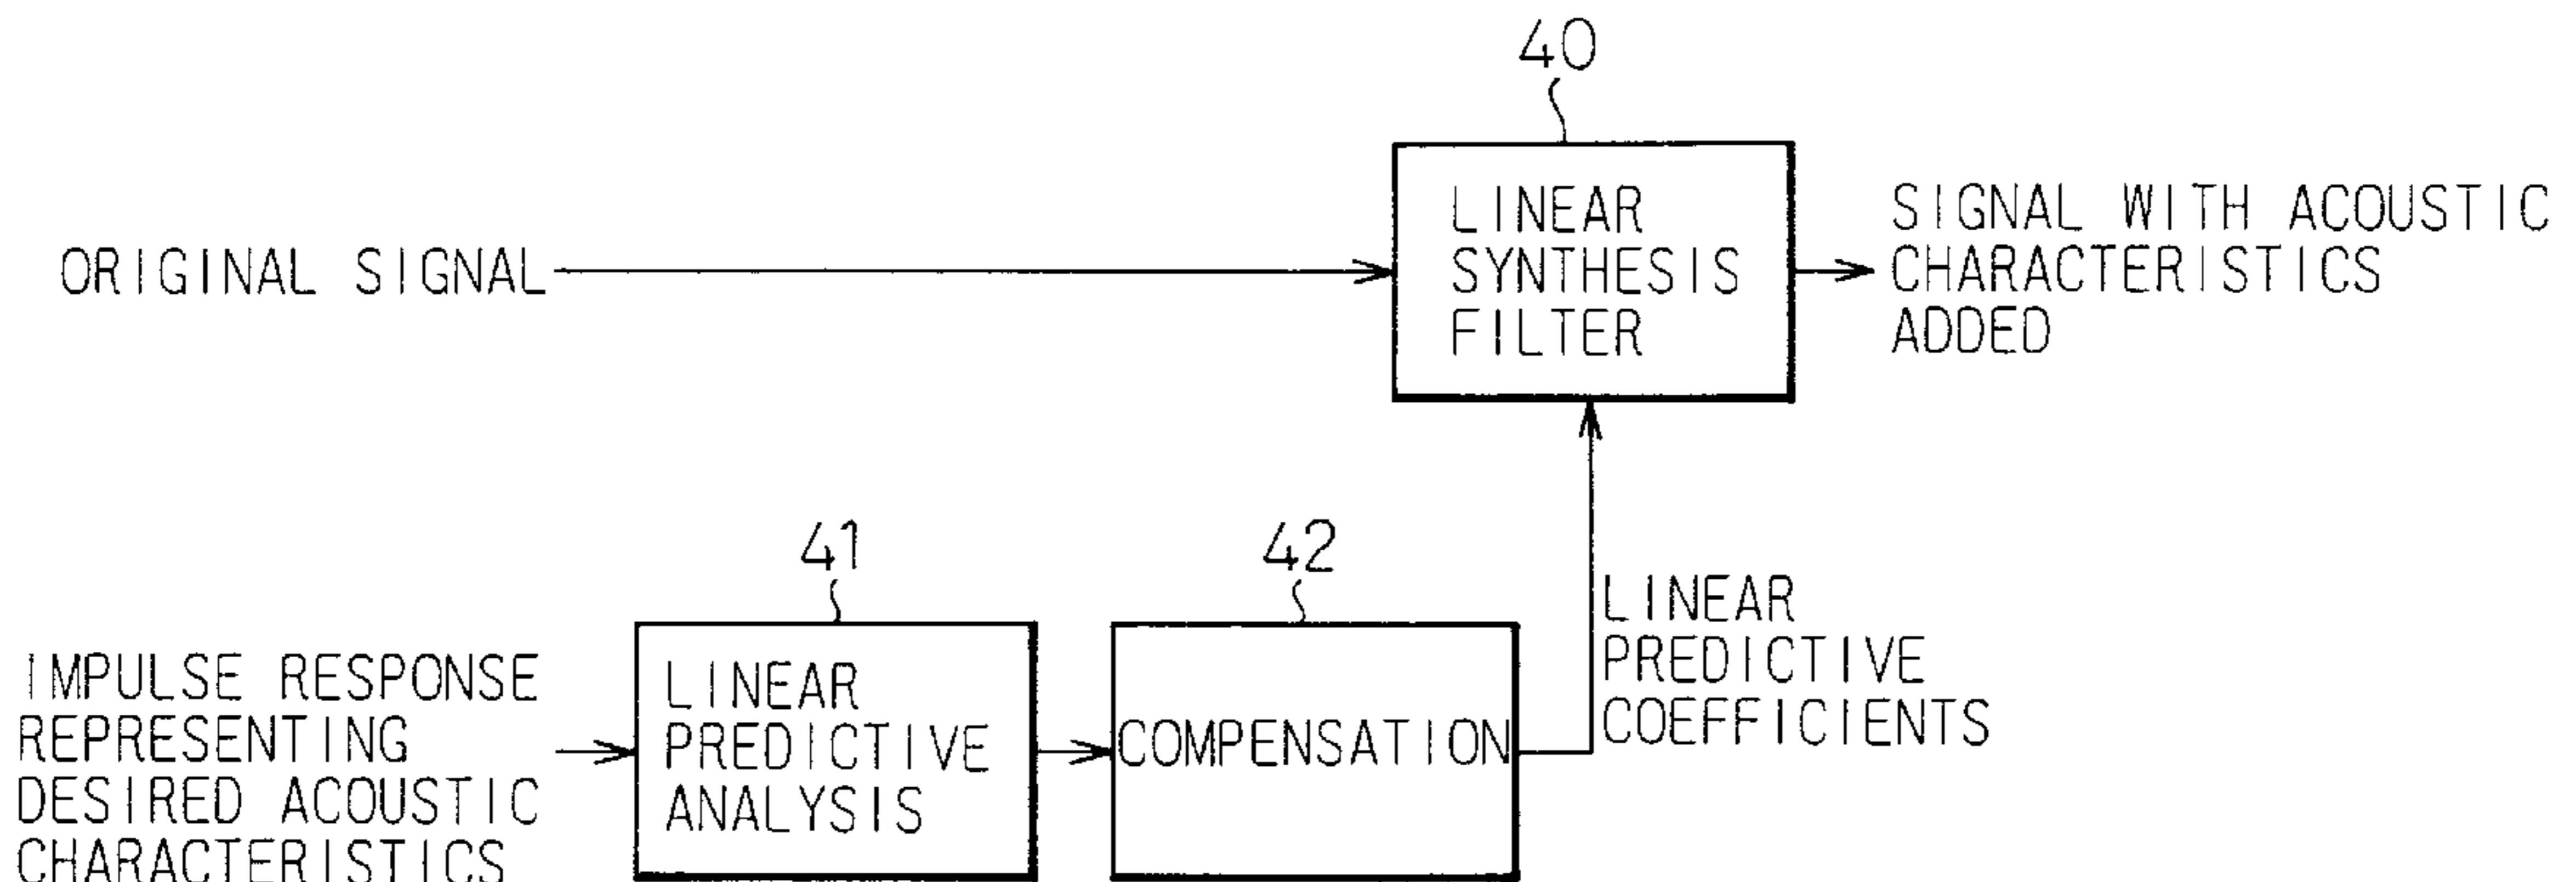 40
LINEAR
SYNTHESIS
FILTER
ORIGINAL SIGNAL
SIGNAL WITH ACOUSTIC
CHARACTERISTICS
ADDED
41
42
LINEAR
PREDICTIVE
COEFFICIENTS
IMPULSE RESPONSE
REPRESENTING
DESIRED ACOUSTIC
CHARACTERISTICS
LINEAR
PREDICTIVE
ANALYSIS
COMPENSATION